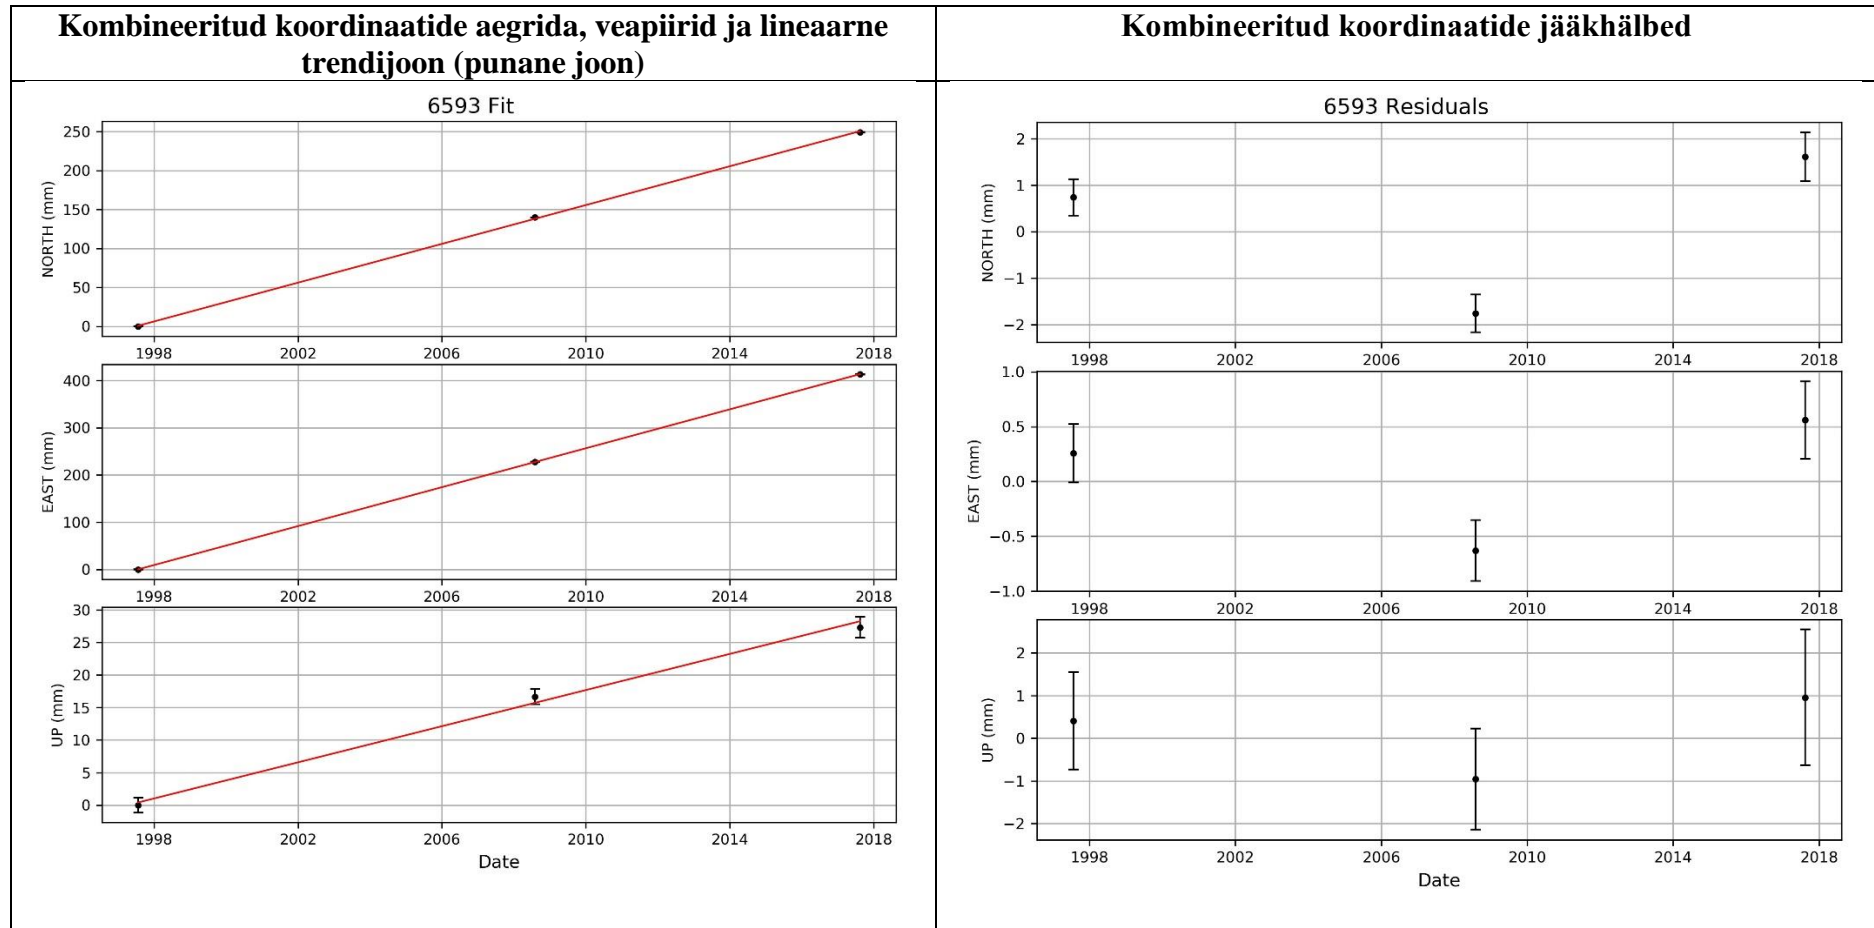 Kombineeritud koordinaatide aegrida, veapiirid ja lineaarne
trendijoon (punane joon)
Kombineeritud koordinaatide jääkhälbed
6593 Fit
NORTH (mm)
250
200
150
100
50
0
1998 2002 2006 2010 2014 2018
EAST (mm)
400
300
200
100
0
1998 2002 2006 2010 2014 2018
UP (mm)
30
25
20
15
10
5
0
1998 2002 2006 2010 2014 2018
Date
6593 Residuals
NORTH (mm)
2
1
0
−1
−2
1998 2002 2006 2010 2014 2018
EAST (mm)
1.0
0.5
0.0
−0.5
−1.0
1998 2002 2006 2010 2014 2018
UP (mm)
2
1
0
−1
−2
1998 2002 2006 2010 2014 2018
Date